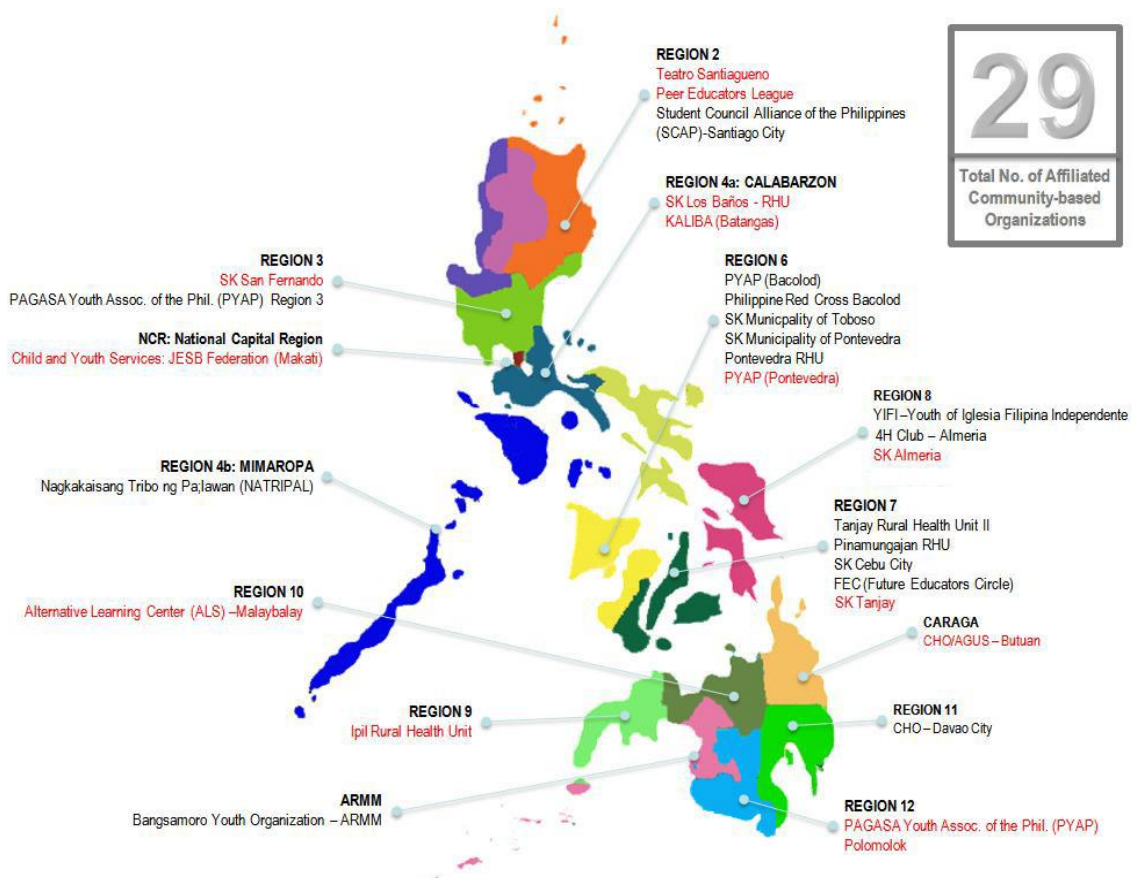 29
Total No. of Affiliated
Community-based
Organizations
REGION 2
Teatro Santiagueno
Peer Educators League
Student Council Alliance of the Philippines
(SCAP)-Santiago City
REGION 4a: CALABARZON
SK Los Baños - RHU
KALIBA (Batangas)
REGION 3
SK San Fernando
PAGASA Youth Assoc. of the Phil. (PYAP) Region 3
REGION 6
PYAP (Bacolod)
Philippine Red Cross Bacolod
SK Municpality of Toboso
SK Municipality of Pontevedra
Pontevedra RHU
PYAP (Pontevedra)
NCR: National Capital Region
Child and Youth Services: JESB Federation (Makati)
REGION 8
YIFI–Youth of Iglesia Filipina Independente
4H Club – Almeria
SK Almeria
REGION 4b: MIMAROPA
Nagkakaisang Tribo ng Pa;lawan (NATRIPAL)
REGION 7
Tanjay Rural Health Unit II
Pinamungajan RHU
SK Cebu City
FEC (Future Educators Circle)
SK Tanjay
REGION 10
Alternative Learning Center (ALS) –Malaybalay
CARAGA
CHO/AGUS – Butuan
REGION 9
Ipil Rural Health Unit
REGION 11
CHO – Davao City
ARMM
Bangsamoro Youth Organization – ARMM
REGION 12
PAGASA Youth Assoc. of the Phil. (PYAP)
Polomolok